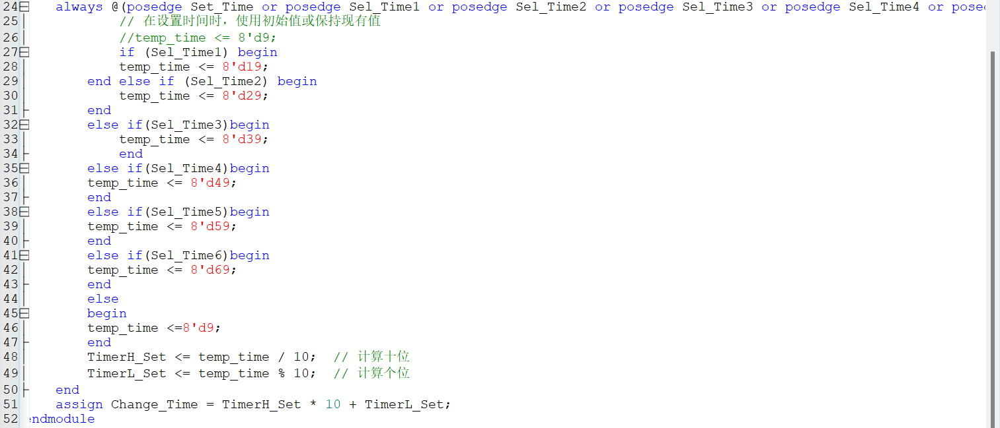 24 always @(posedge Set_Time or posedge Sel_Time1 or posedge Sel_Time2 or posedge Sel_Time3 or posedge Sel_Time4 or
25 // 在设置时间时，使用初始值或保持现有值
26 //temp_time <= 8'd9;
27 if (Sel_Time1) begin
28 temp_time <= 8'd19;
29 end else if (Sel_Time2) begin
30 temp_time <= 8'd29;
31 end
32 else if(Sel_Time3)begin
33 temp_time <= 8'd39;
34 end
35 else if(Sel_Time4)begin
36 temp_time <= 8'd49;
37 end
38 else if(Sel_Time5)begin
39 temp_time <= 8'd59;
40 end
41 else if(Sel_Time6)begin
42 temp_time <= 8'd69;
43 end
44 else
45 begin
46 temp_time <=8'd9;
47 end
48 TimerH_Set <= temp_time / 10; // 计算十位
49 TimerL_Set <= temp_time % 10; // 计算个位
50 end
51 assign Change_Time = TimerH_Set * 10 + TimerL_Set;
52 endmodule